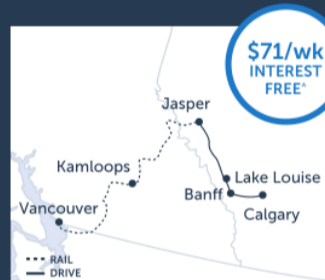 $71/wk
INTEREST
FREE^
Jasper
Kamloops
Lake Louise
Banff
Vancouver
Calgary
RAIL
DRIVE